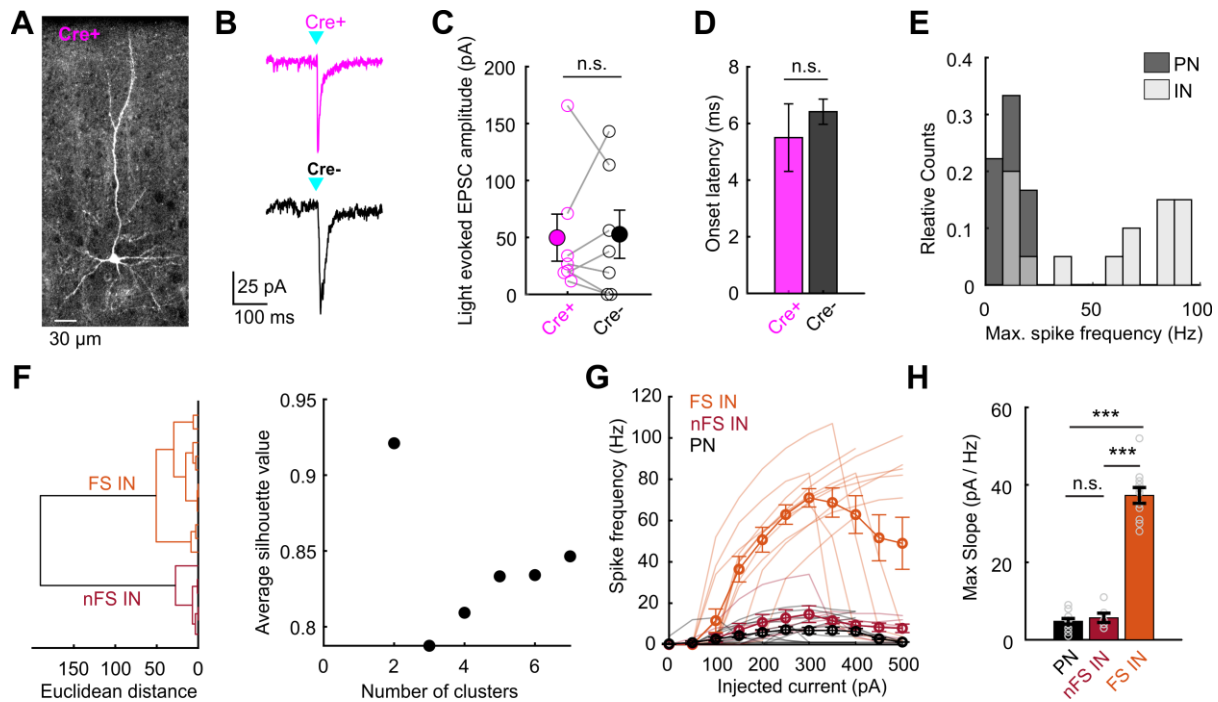 A
Cre+
30 µm
B
Cre+
Cre-
25 pA
100 ms
C
Light evoked EPSC amplitude (pA)
200
150
100
50
0
n.s.
Cre+
Cre-
D
Onset latency (ms)
8
6
4
2
0
n.s.
Cre+
Cre-
E
Rleative Counts
0.4
0.3
0.2
0.1
0
PN
IN
0
50
100
Max. spike frequency (Hz)
F
FS IN
nFS IN
150 100 50 0
Euclidean distance
Average silhouette value
0.95
0.9
0.85
0.8
0 2 4 6
Number of clusters
G
Spike frequency (Hz)
120
100
80
60
40
20
0
FS IN
nFS IN
PN
0 100 200 300 400 500
Injected current (pA)
H
Max Slope (pA / Hz)
60
40
20
0
***
***
n.s.
PN
nFS IN
FS IN